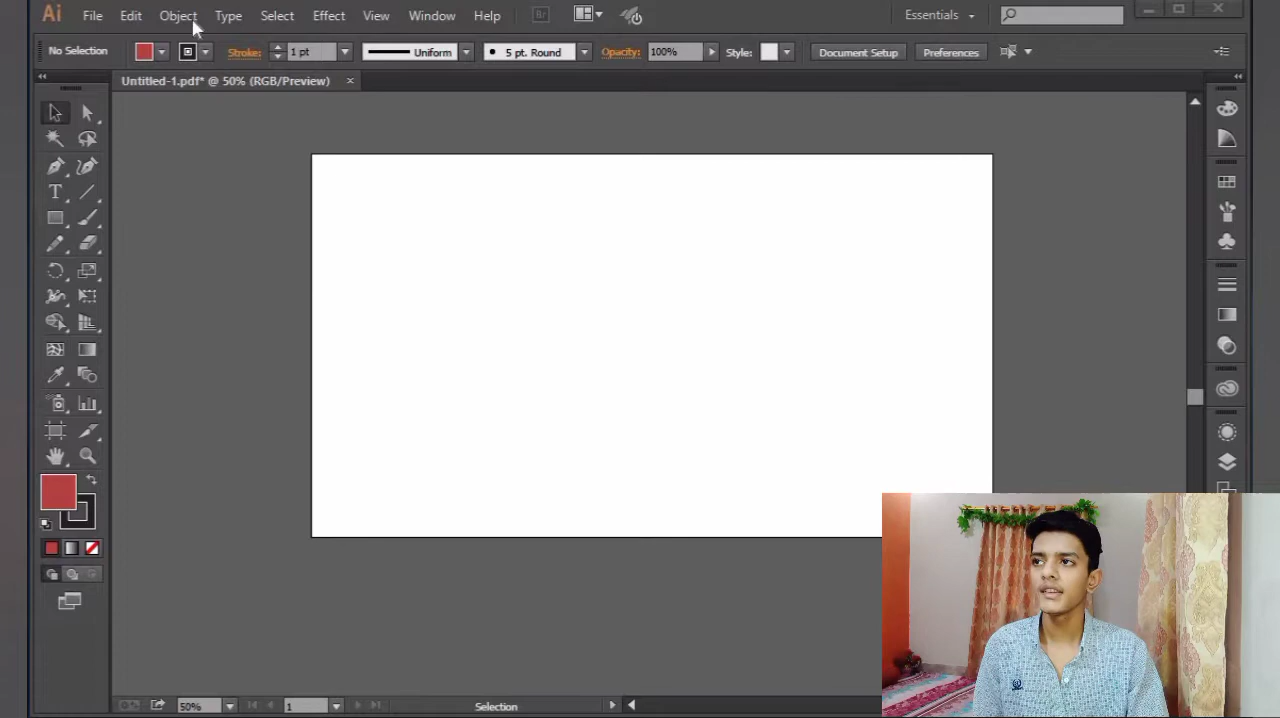 Ai File Edit Object Type Select Effect View Window Help Br Essentials
No Selection Stroke: 1 pt Uniform 5 pt. Round Opacity: 100% Style: Document Setup Preferences
Untitled-1.pdf* @ 50% (RGB/Preview) ×
T
50% 1 Selection